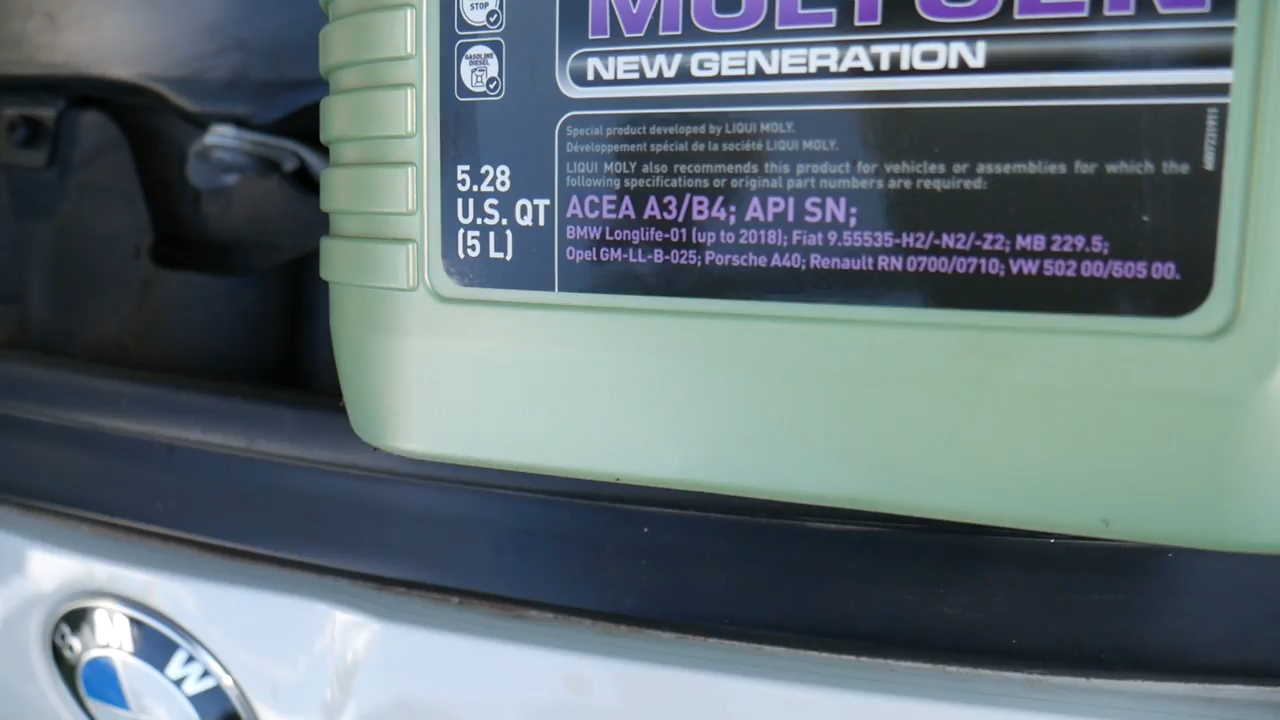 STOP
MOLYGEN
NEW GENERATION
GASOLINE
DIESEL
Special product developed by LIQUI MOLY.
Développement spécial de la société LIQUI MOLY.
LIQUI MOLY also recommends this product for vehicles or assemblies for which the
following specifications or original part numbers are required:
5.28
U.S. QT
(5 L)
ACEA A3/B4; API SN;
BMW Longlife-01 (up to 2018); Fiat 9.55535-H2/-N2/-Z2; MB 229.5;
Opel GM-LL-B-025; Porsche A40; Renault RN 0700/0710; VW 502 00/505 00.
BMW